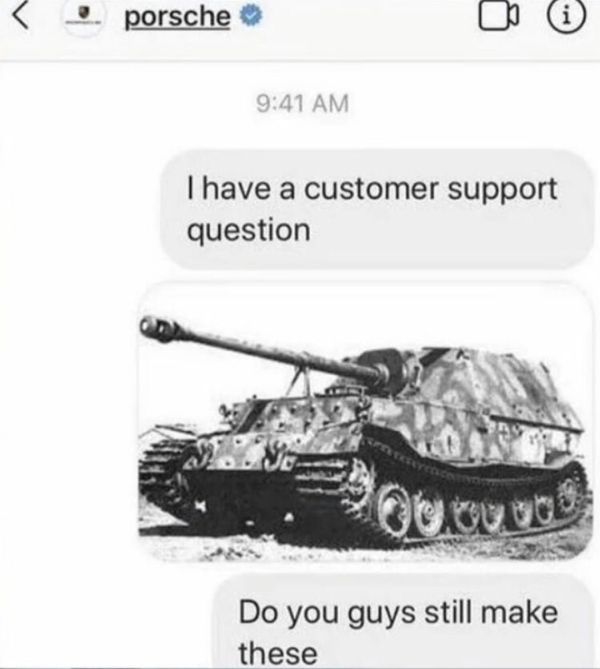 porsche
9:41 AM
I have a customer support
question
Do you guys still make
these